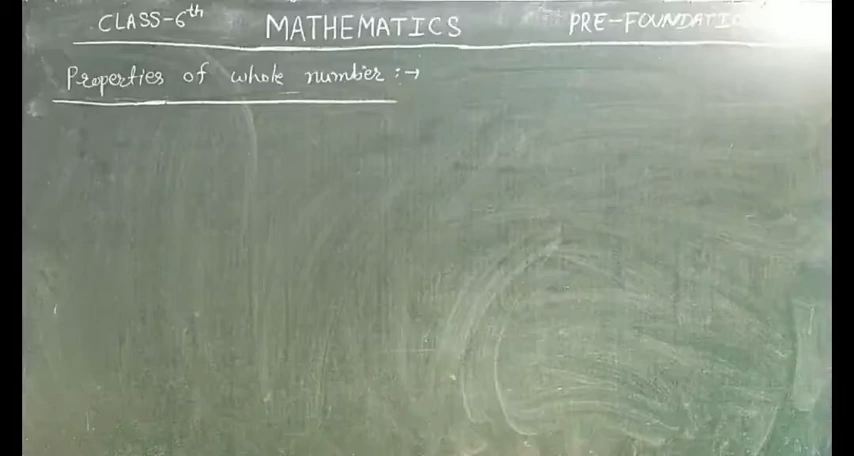 CLASS-6th MATHEMATICS PRE-FOUNDATIO
Properties of whole number :→